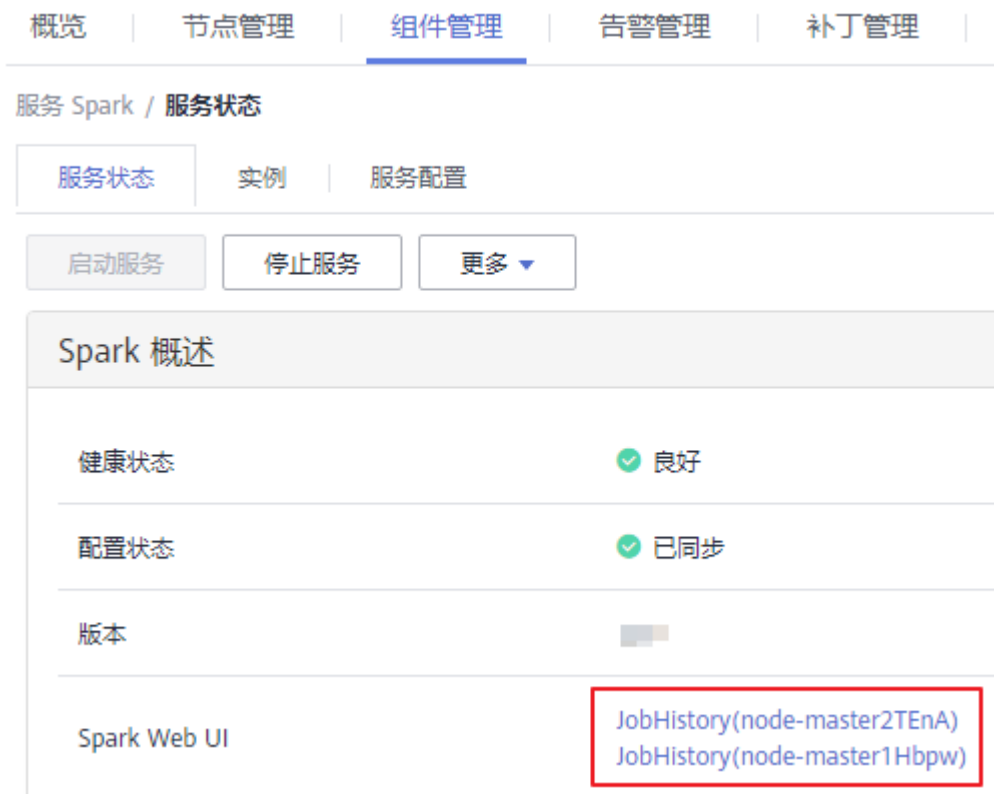 概览 节点管理 组件管理 告警管理 补丁管理
服务 Spark / 服务状态
服务状态 实例 服务配置
启动服务 停止服务 更多
Spark 概述
健康状态 良好
配置状态 已同步
版本
Spark Web UI
JobHistory(node-master2TEnA)
JobHistory(node-master1Hbpw)